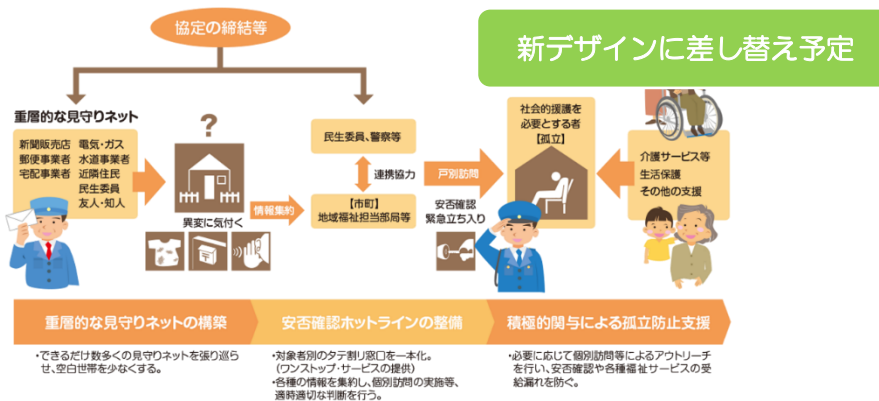 協定の締結等
新デザインに差し替え予定
重層的な見守りネット
新聞販売店 電気・ガス
郵便事業者 水道事業者
宅配事業者 近隣住民
民生委員
友人・知人
?
異変に気付く
情報集約
民生委員、警察等
連携協力
【市町】
地域福祉担当部局等
戸別訪問
安否確認
緊急立ち入り
社会的援護を
必要とする者
【孤立】
介護サービス等
生活保護
その他の支援
重層的な見守りネットの構築
・できるだけ数多くの見守りネットを張り巡ら
せ、空白世帯を少なくする。
安否確認ホットラインの整備
・対象者別のタテ割り窓口を一本化。
(ワンストップ・サービスの提供)
・各種の情報を集約し、個別訪問の実施等、
適時適切な判断を行う。
積極的関与による孤立防止支援
・必要に応じて個別訪問等によるアウトリーチ
を行い、安否確認や各種福祉サービスの受
給漏れを防ぐ。